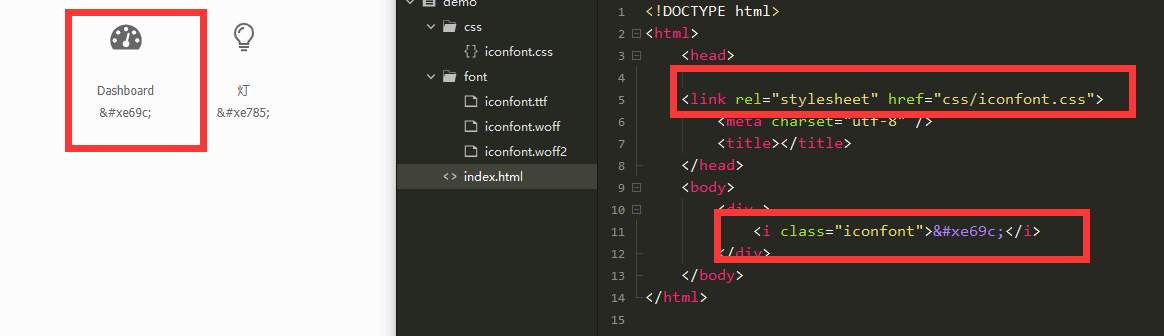 Dashboard
&#xe69c;
灯
&#xe785;
demo
css
{} iconfont.css
font
iconfont.ttf
iconfont.woff
iconfont.woff2
<> index.html
1 <!DOCTYPE html>
2 <html>
3 <head>
4
5 <link rel="stylesheet" href="css/iconfont.css">
6 <meta charset="utf-8" />
7 <title></title>
8 </head>
9 <body>
10 <div >
11 <i class="iconfont">&#xe69c;</i>
12 </div>
13 </body>
14 </html>
15